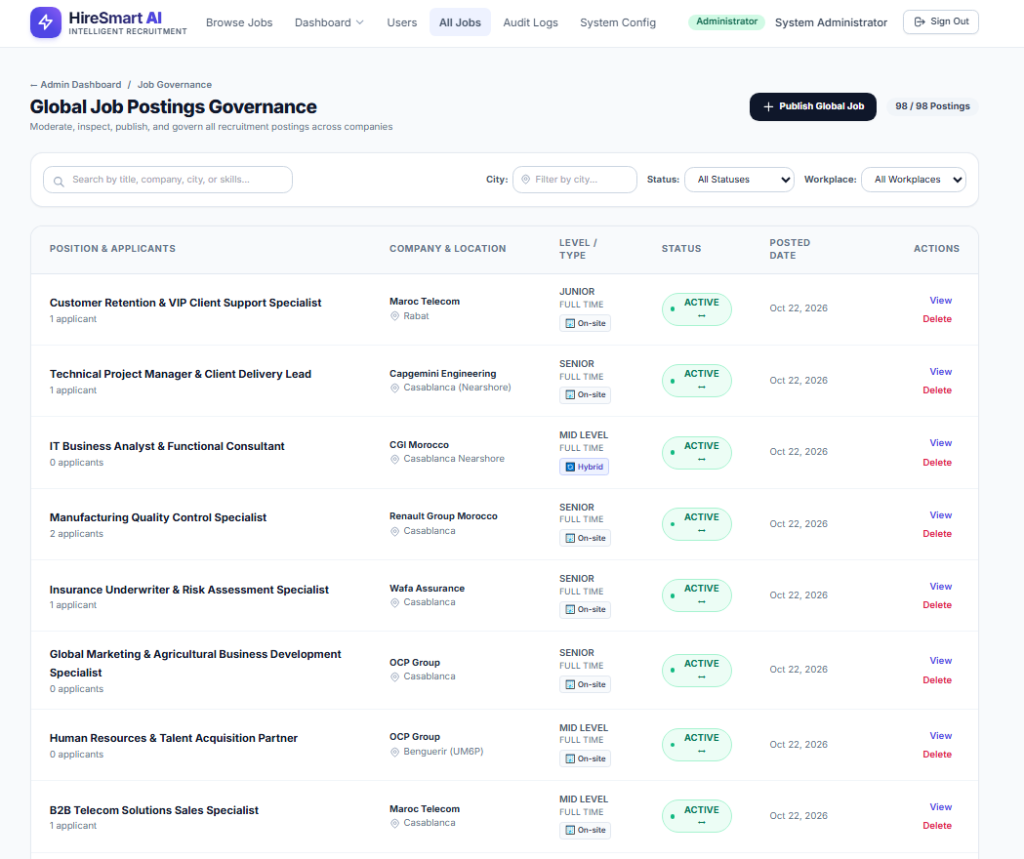 HireSmart AI
INTELLIGENT RECRUITMENT
Browse Jobs
Dashboard
Users
All Jobs
Audit Logs
System Config
Administrator
System Administrator
Sign Out
← Admin Dashboard / Job Governance
Global Job Postings Governance
Moderate, inspect, publish, and govern all recruitment postings across companies
+ Publish Global Job
98 / 98 Postings
Search by title, company, city, or skills...
City:
Filter by city...
Status:
All Statuses
Workplace:
All Workplaces
POSITION & APPLICANTS
COMPANY & LOCATION
LEVEL /
TYPE
STATUS
POSTED
DATE
ACTIONS
Customer Retention & VIP Client Support Specialist
1 applicant
Maroc Telecom
Rabat
JUNIOR
FULL TIME
On-site
ACTIVE
↔
Oct 22, 2026
View
Delete
Technical Project Manager & Client Delivery Lead
1 applicant
Capgemini Engineering
Casablanca (Nearshore)
SENIOR
FULL TIME
On-site
ACTIVE
↔
Oct 22, 2026
View
Delete
IT Business Analyst & Functional Consultant
0 applicants
CGI Morocco
Casablanca Nearshore
MID LEVEL
FULL TIME
Hybrid
ACTIVE
↔
Oct 22, 2026
View
Delete
Manufacturing Quality Control Specialist
2 applicants
Renault Group Morocco
Casablanca
SENIOR
FULL TIME
On-site
ACTIVE
↔
Oct 22, 2026
View
Delete
Insurance Underwriter & Risk Assessment Specialist
1 applicant
Wafa Assurance
Casablanca
SENIOR
FULL TIME
On-site
ACTIVE
↔
Oct 22, 2026
View
Delete
Global Marketing & Agricultural Business Development
Specialist
0 applicants
OCP Group
Casablanca
SENIOR
FULL TIME
On-site
ACTIVE
↔
Oct 22, 2026
View
Delete
Human Resources & Talent Acquisition Partner
0 applicants
OCP Group
Benguerir (UM6P)
MID LEVEL
FULL TIME
On-site
ACTIVE
↔
Oct 22, 2026
View
Delete
B2B Telecom Solutions Sales Specialist
1 applicant
Maroc Telecom
Casablanca
MID LEVEL
FULL TIME
On-site
ACTIVE
↔
Oct 22, 2026
View
Delete